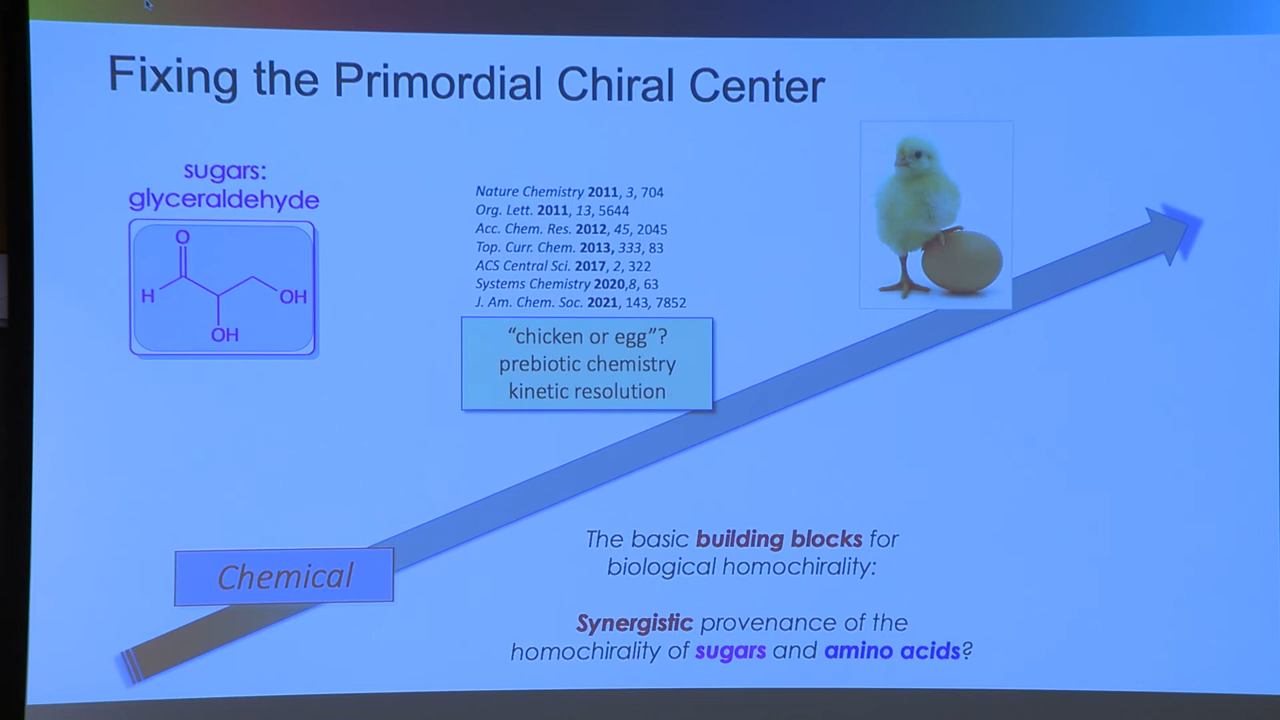 Fixing the Primordial Chiral Center
sugars:
glyceraldehyde
O
H
OH
OH
Nature Chemistry 2011, 3, 704
Org. Lett. 2011, 13, 5644
Acc. Chem. Res. 2012, 45, 2045
Top. Curr. Chem. 2013, 333, 83
ACS Central Sci. 2017, 2, 322
Systems Chemistry 2020,8, 63
J. Am. Chem. Soc. 2021, 143, 7852
“chicken or egg”?
prebiotic chemistry
kinetic resolution
Chemical
The basic building blocks for
biological homochirality:
Synergistic provenance of the
homochirality of sugars and amino acids?